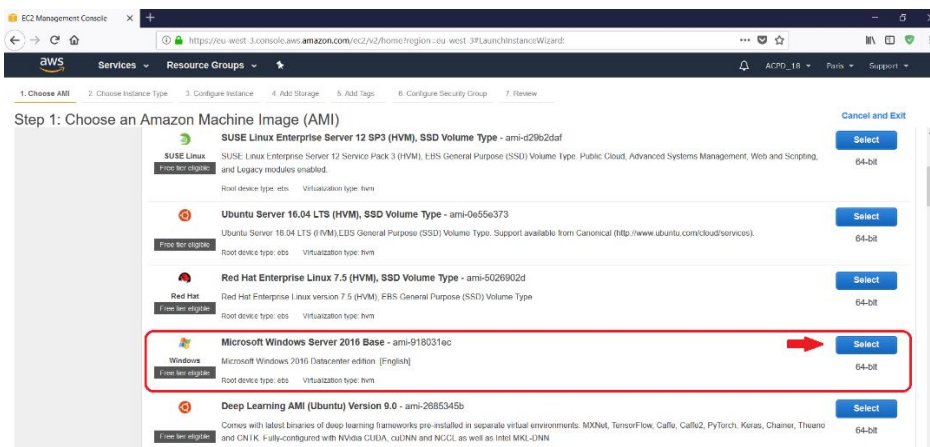 EC2 Management Console
https://eu-west-3.console.aws.amazon.com/ec2/v2/home?region=eu-west-3#LaunchInstanceWizard:
aws Services Resource Groups ACPD_18 Paris Support
1. Choose AMI 2. Choose Instance Type 3. Configure Instance 4. Add Storage 5. Add Tags 6. Configure Security Group 7. Review
Step 1: Choose an Amazon Machine Image (AMI) Cancel and Exit
SUSE Linux Enterprise Server 12 SP3 (HVM), SSD Volume Type - ami-d29b2daf Select
SUSE Linux SUSE Linux Enterprise Server 12 Service Pack 3 (HVM), EBS General Purpose (SSD) Volume Type. Public Cloud, Advanced Systems Management, Web and Scripting, 64-bit
Free tier eligible and Legacy modules enabled.
Root device type: ebs Virtualization type: hvm
Ubuntu Server 16.04 LTS (HVM), SSD Volume Type - ami-0e55e373 Select
Ubuntu Server 16.04 LTS (HVM),EBS General Purpose (SSD) Volume Type. Support available from Canonical (http://www.ubuntu.com/cloud/services). 64-bit
Free tier eligible
Root device type: ebs Virtualization type: hvm
Red Hat Enterprise Linux 7.5 (HVM), SSD Volume Type - ami-5026902d Select
Red Hat Red Hat Enterprise Linux version 7.5 (HVM), EBS General Purpose (SSD) Volume Type 64-bit
Free tier eligible
Root device type: ebs Virtualization type: hvm
Microsoft Windows Server 2016 Base - ami-918031ec Select
Windows Microsoft Windows 2016 Datacenter edition. [English] 64-bit
Free tier eligible
Root device type: ebs Virtualization type: hvm
Deep Learning AMI (Ubuntu) Version 9.0 - ami-2685345b Select
Comes with latest binaries of deep learning frameworks pre-installed in separate virtual environments. MXNet, TensorFlow, Caffe, Caffe2, PyTorch, Keras, Chainer, Theano 64-bit
Free tier eligible and CNTK. Fully-configured with NVidia CUDA, cuDNN and NCCL as well as Intel MKL-DNN